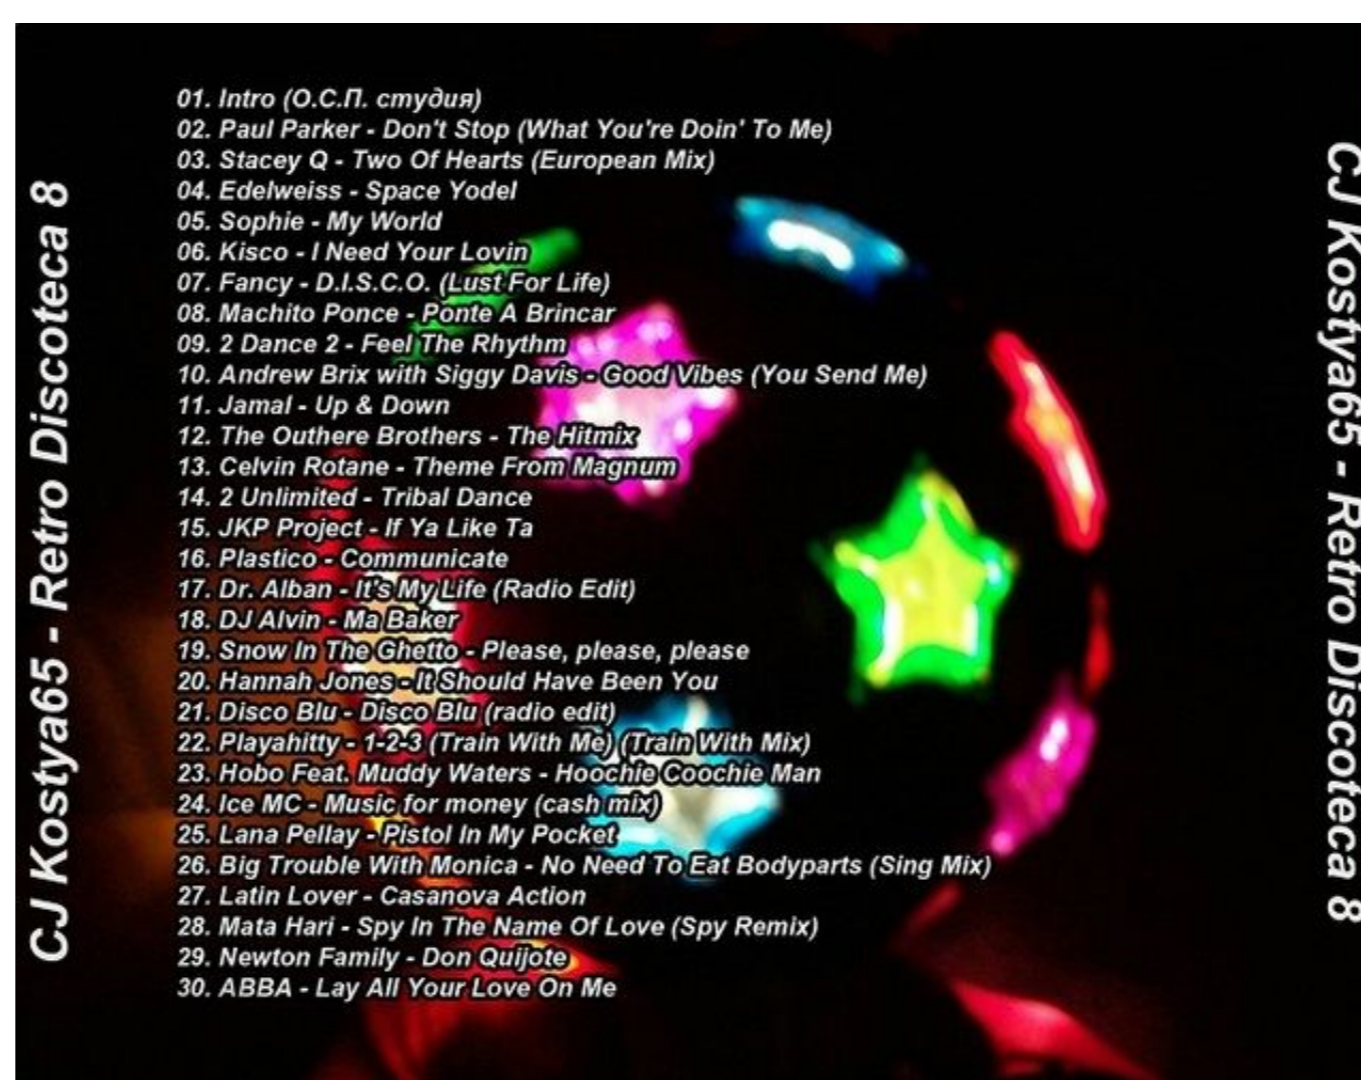 CJ Kostya65 - Retro Discoteca 8
01. Intro (О.С.П. студия)
02. Paul Parker - Don't Stop (What You're Doin' To Me)
03. Stacey Q - Two Of Hearts (European Mix)
04. Edelweiss - Space Yodel
05. Sophie - My World
06. Kisco - I Need Your Lovin
07. Fancy - D.I.S.C.O. (Lust For Life)
08. Machito Ponce - Ponte A Brincar
09. 2 Dance 2 - Feel The Rhythm
10. Andrew Brix with Siggy Davis - Good Vibes (You Send Me)
11. Jamal - Up & Down
12. The Outhere Brothers - The Hitmix
13. Celvin Rotane - Theme From Magnum
14. 2 Unlimited - Tribal Dance
15. JKP Project - If Ya Like Ta
16. Plastico - Communicate
17. Dr. Alban - It's My Life (Radio Edit)
18. DJ Alvin - Ma Baker
19. Snow In The Ghetto - Please, please, please
20. Hannah Jones - It Should Have Been You
21. Disco Blu - Disco Blu (radio edit)
22. Playahitty - 1-2-3 (Train With Me) (Train With Mix)
23. Hobo Feat. Muddy Waters - Hoochie Coochie Man
24. Ice MC - Music for money (cash mix)
25. Lana Pellay - Pistol In My Pocket
26. Big Trouble With Monica - No Need To Eat Bodyparts (Sing Mix)
27. Latin Lover - Casanova Action
28. Mata Hari - Spy In The Name Of Love (Spy Remix)
29. Newton Family - Don Quijote
30. ABBA - Lay All Your Love On Me
CJ Kostya65 - Retro Discoteca 8